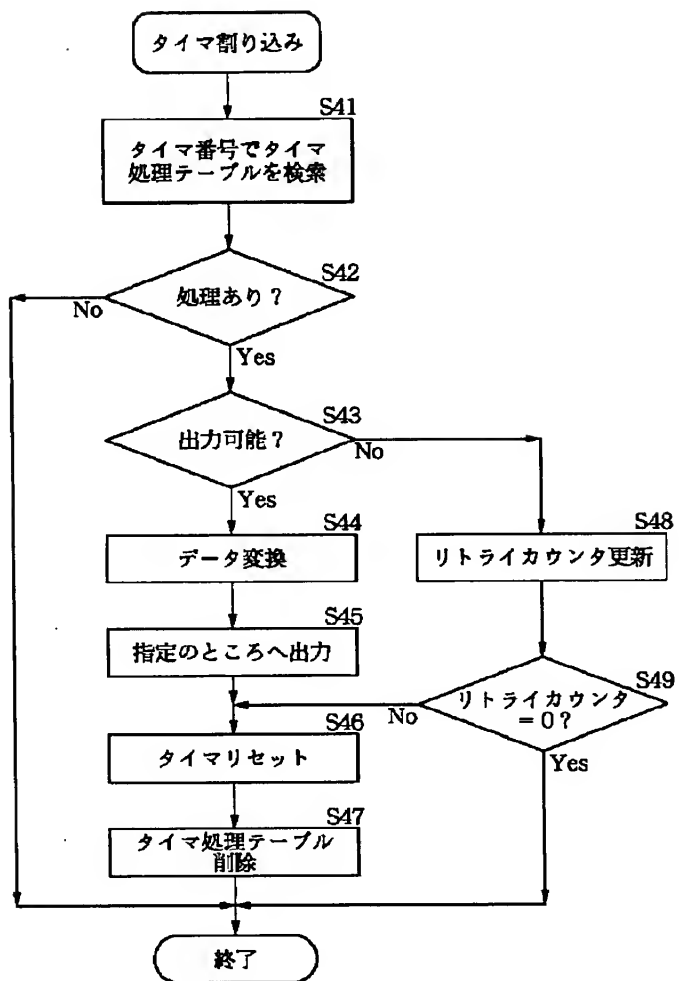 タイマ割り込み
S41
タイマ番号でタイマ
処理テーブルを検索
S42
処理あり？
No
Yes
S43
出力可能？
No
Yes
S44
データ変換
S48
リトライカウンタ更新
S45
指定のところへ出力
S49
リトライカウンタ
＝0？
No
Yes
S46
タイマリセット
S47
タイマ処理テーブル
削除
終了